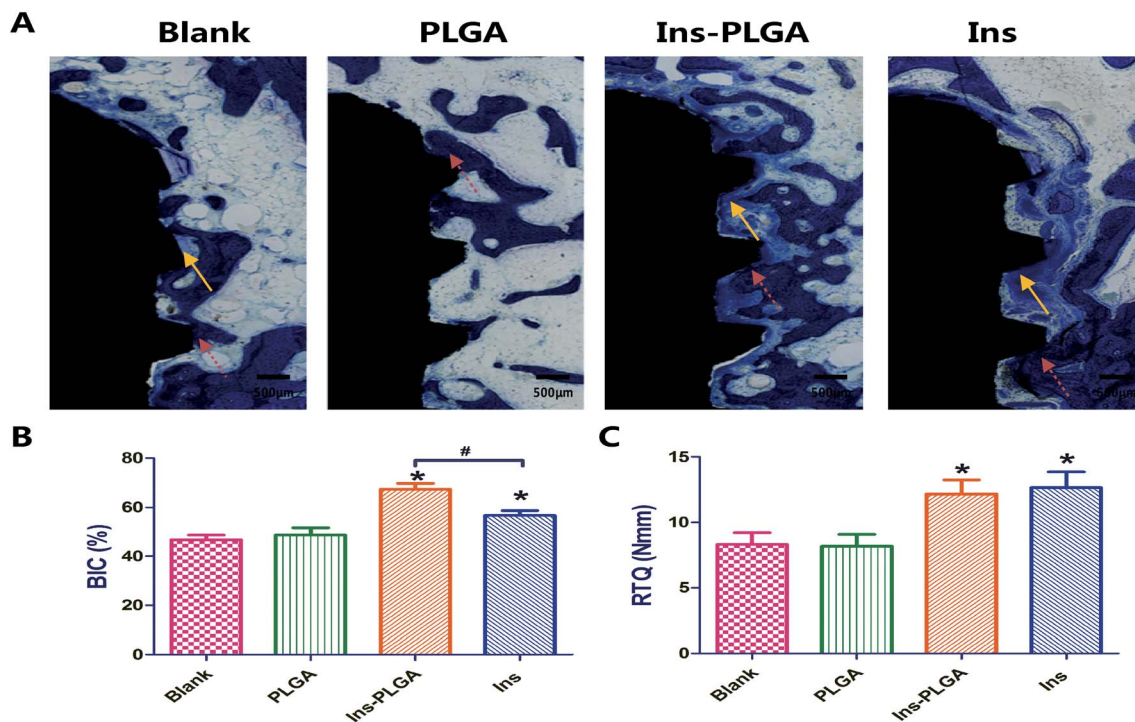 A
Blank PLGA Ins-PLGA Ins
500μm 500μm 500μm 500μm
B
BIC (%)
80
60
40
20
0
#
*
*
Blank
PLGA
Ins-PLGA
Ins
C
RTQ (Nmm)
15
10
5
0
*
*
Blank
PLGA
Ins-PLGA
Ins